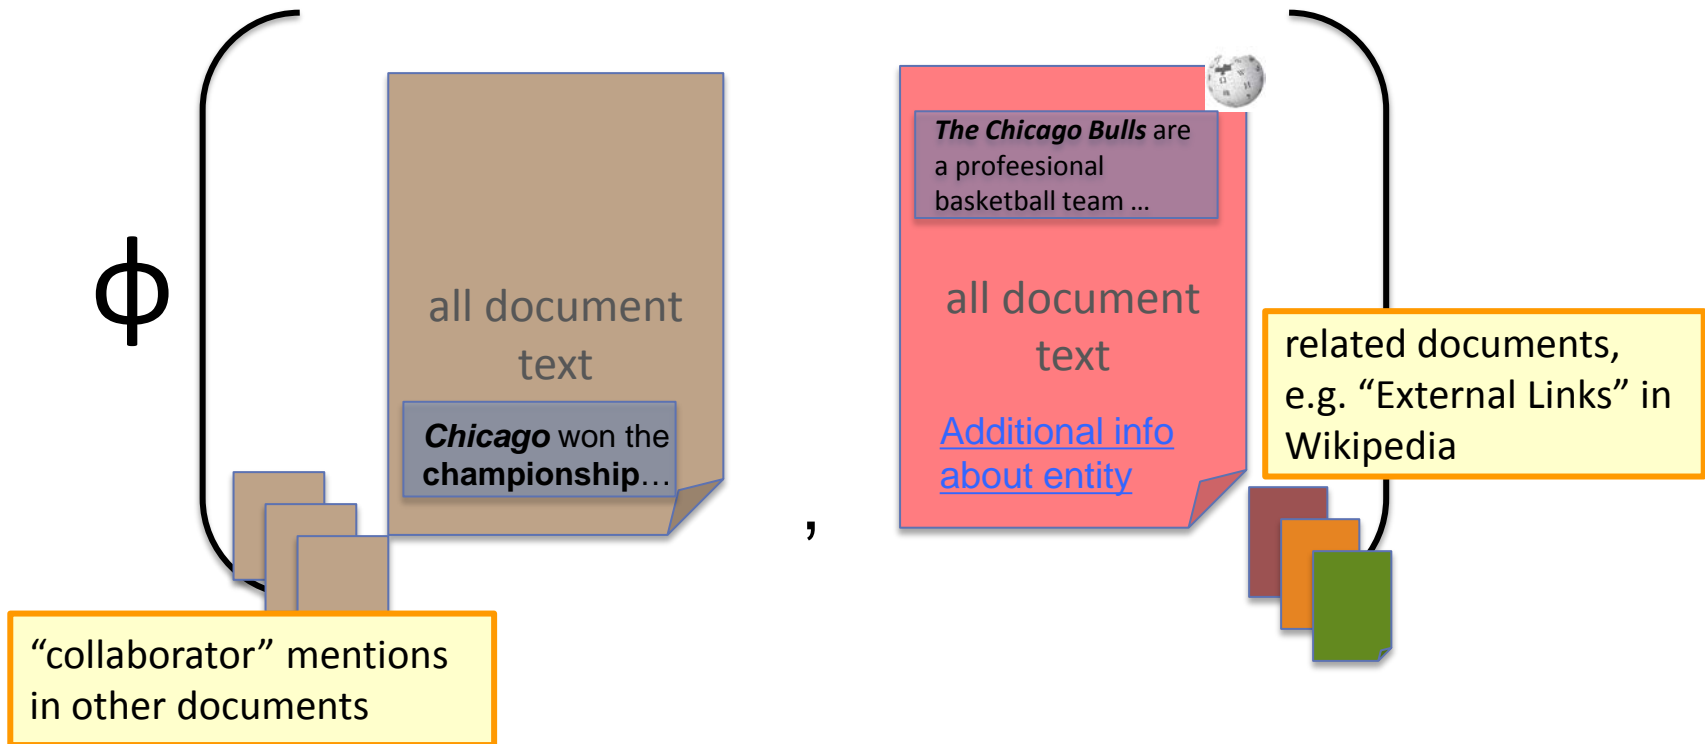 ϕ
all document
text
Chicago won the
championship…
“collaborator” mentions
in other documents
,
The Chicago Bulls are
a profeesional
basketball team ...
all document
text
Additional info
about entity
related documents,
e.g. “External Links” in
Wikipedia